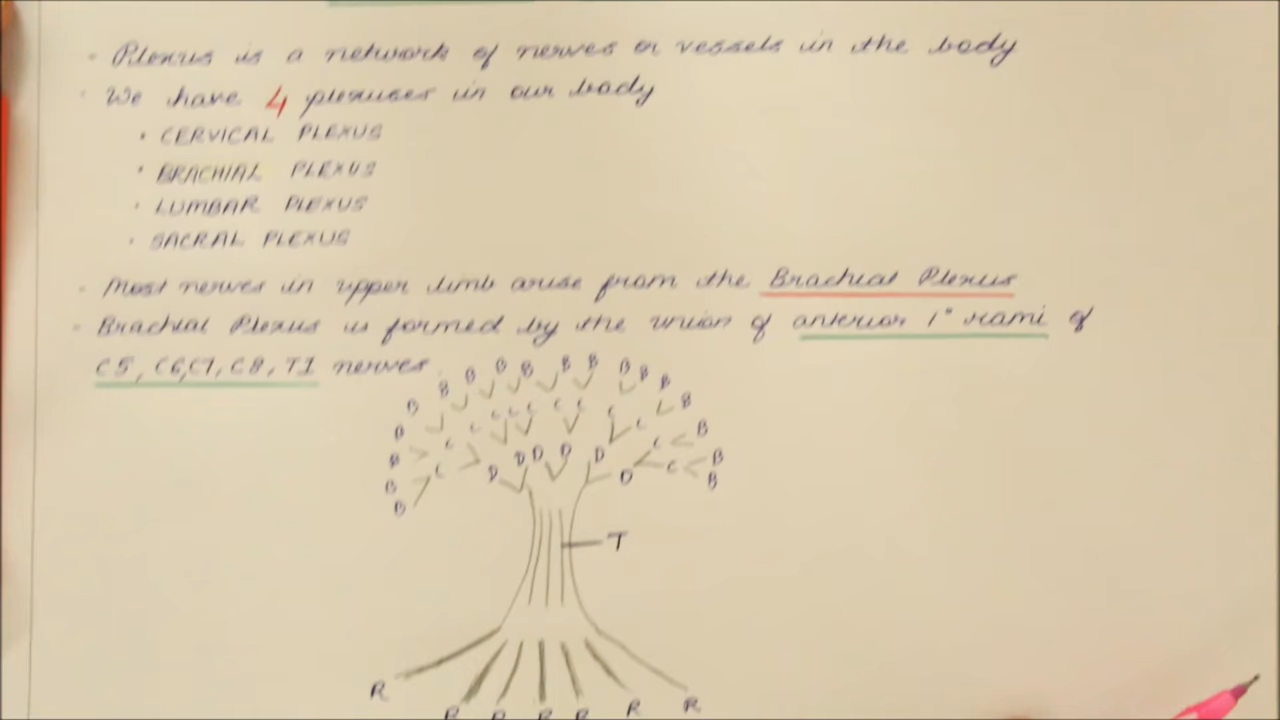 Plexus is a network of nerves or vessels in the body
We have 4 plexuses in our body
CERVICAL PLEXUS
BRACHIAL PLEXUS
LUMBAR PLEXUS
SACRAL PLEXUS
Most nerves in upper limb arise from the Brachial Plexus
Brachial Plexus is formed by the union of anterior 1° rami of
C5, C6, C7, C8, T1 nerves.
B B B B B B B B B
B B
B C C C C C C B
B C C B
B C D D D D C B
B C D D C B
B
T
R
R R R R R R